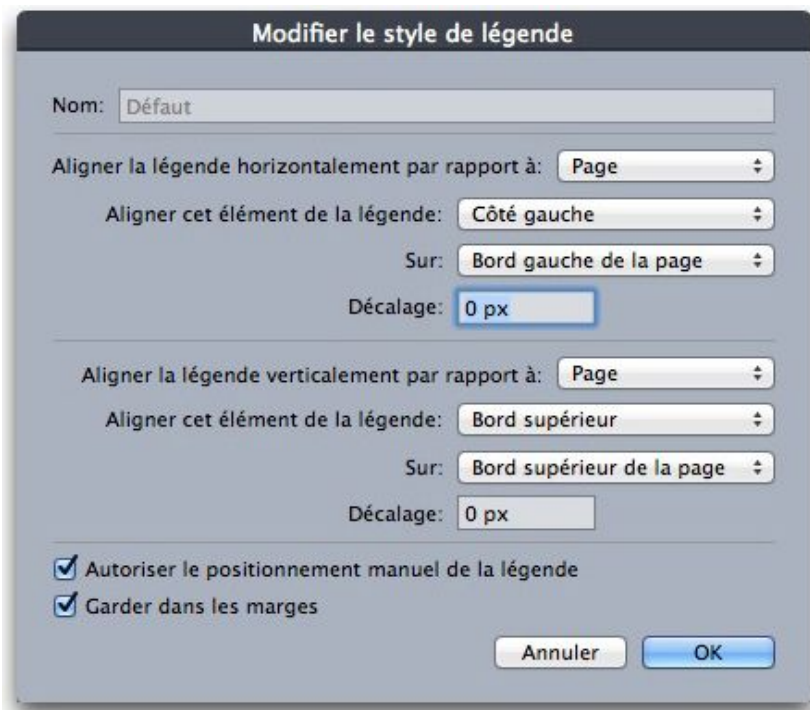 Modifier le style de légende
Nom: Défaut
Aligner la légende horizontalement par rapport à: Page
Aligner cet élément de la légende: Côté gauche
Sur: Bord gauche de la page
Décalage: 0 px
Aligner la légende verticalement par rapport à: Page
Aligner cet élément de la légende: Bord supérieur
Sur: Bord supérieur de la page
Décalage: 0 px
Autoriser le positionnement manuel de la légende
Garder dans les marges
Annuler OK